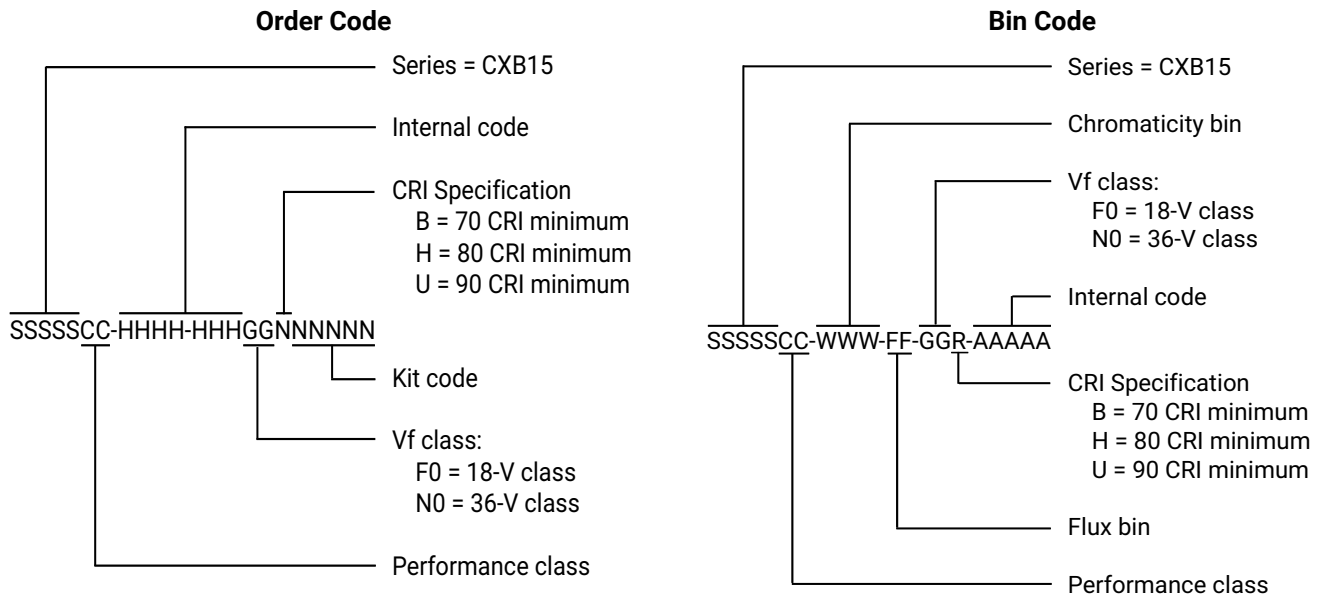 Order Code
Series = CXB15
Internal code
CRI Specification
B = 70 CRI minimum
H = 80 CRI minimum
U = 90 CRI minimum
SSSSSCC-HHHH-HHHGGNNNNNN
Kit code
Vf class:
F0 = 18-V class
N0 = 36-V class
Performance class
Bin Code
Series = CXB15
Chromaticity bin
Vf class:
F0 = 18-V class
N0 = 36-V class
Internal code
SSSSSCC-WWW-FF-GGR-AAAAA
CRI Specification
B = 70 CRI minimum
H = 80 CRI minimum
U = 90 CRI minimum
Flux bin
Performance class